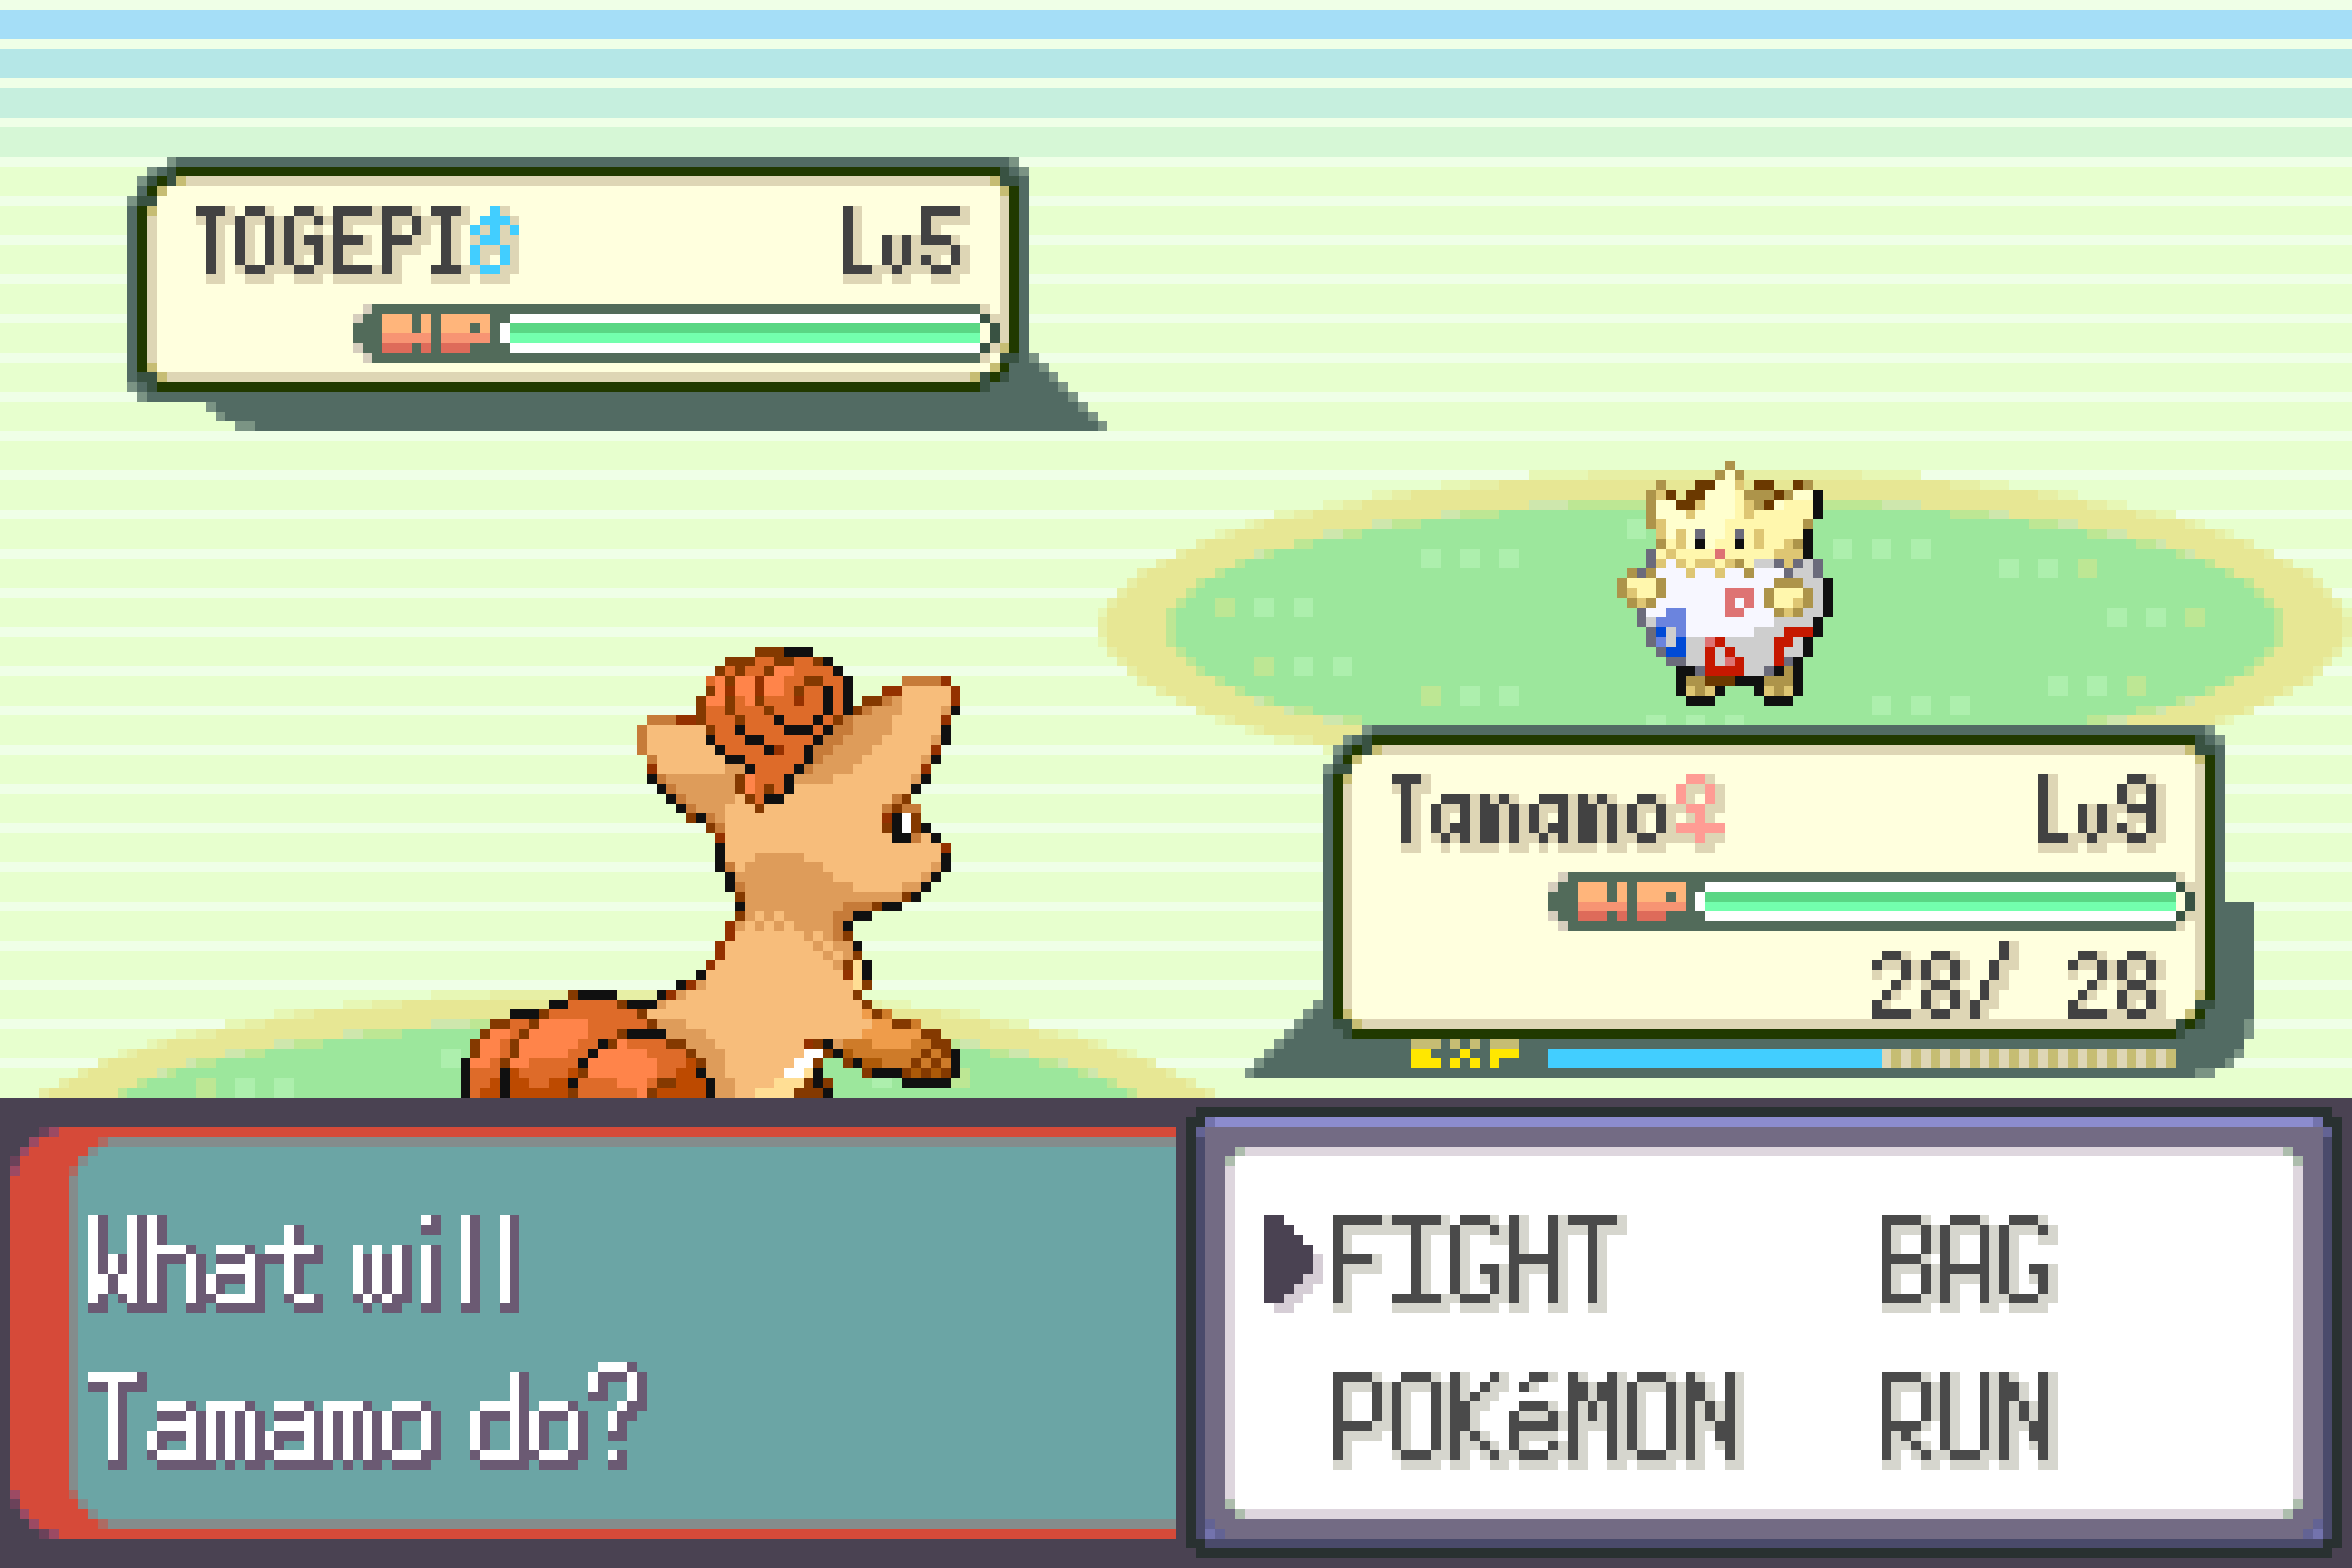 TOGEPI♂ Lv5
HP
Tamamo♀ Lv9
HP
28/ 28
EXP
What will
Tamamo do?
FIGHT BAG
POKéMON RUN